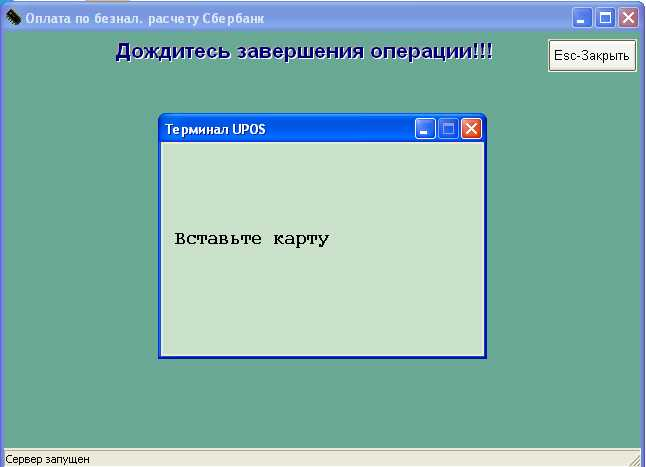 Оплата по безнал. расчету Сбербанк
Дождитесь завершения операции!!!
Esc-Закрыть
Терминал UPOS
Вставьте карту
Сервер запущен